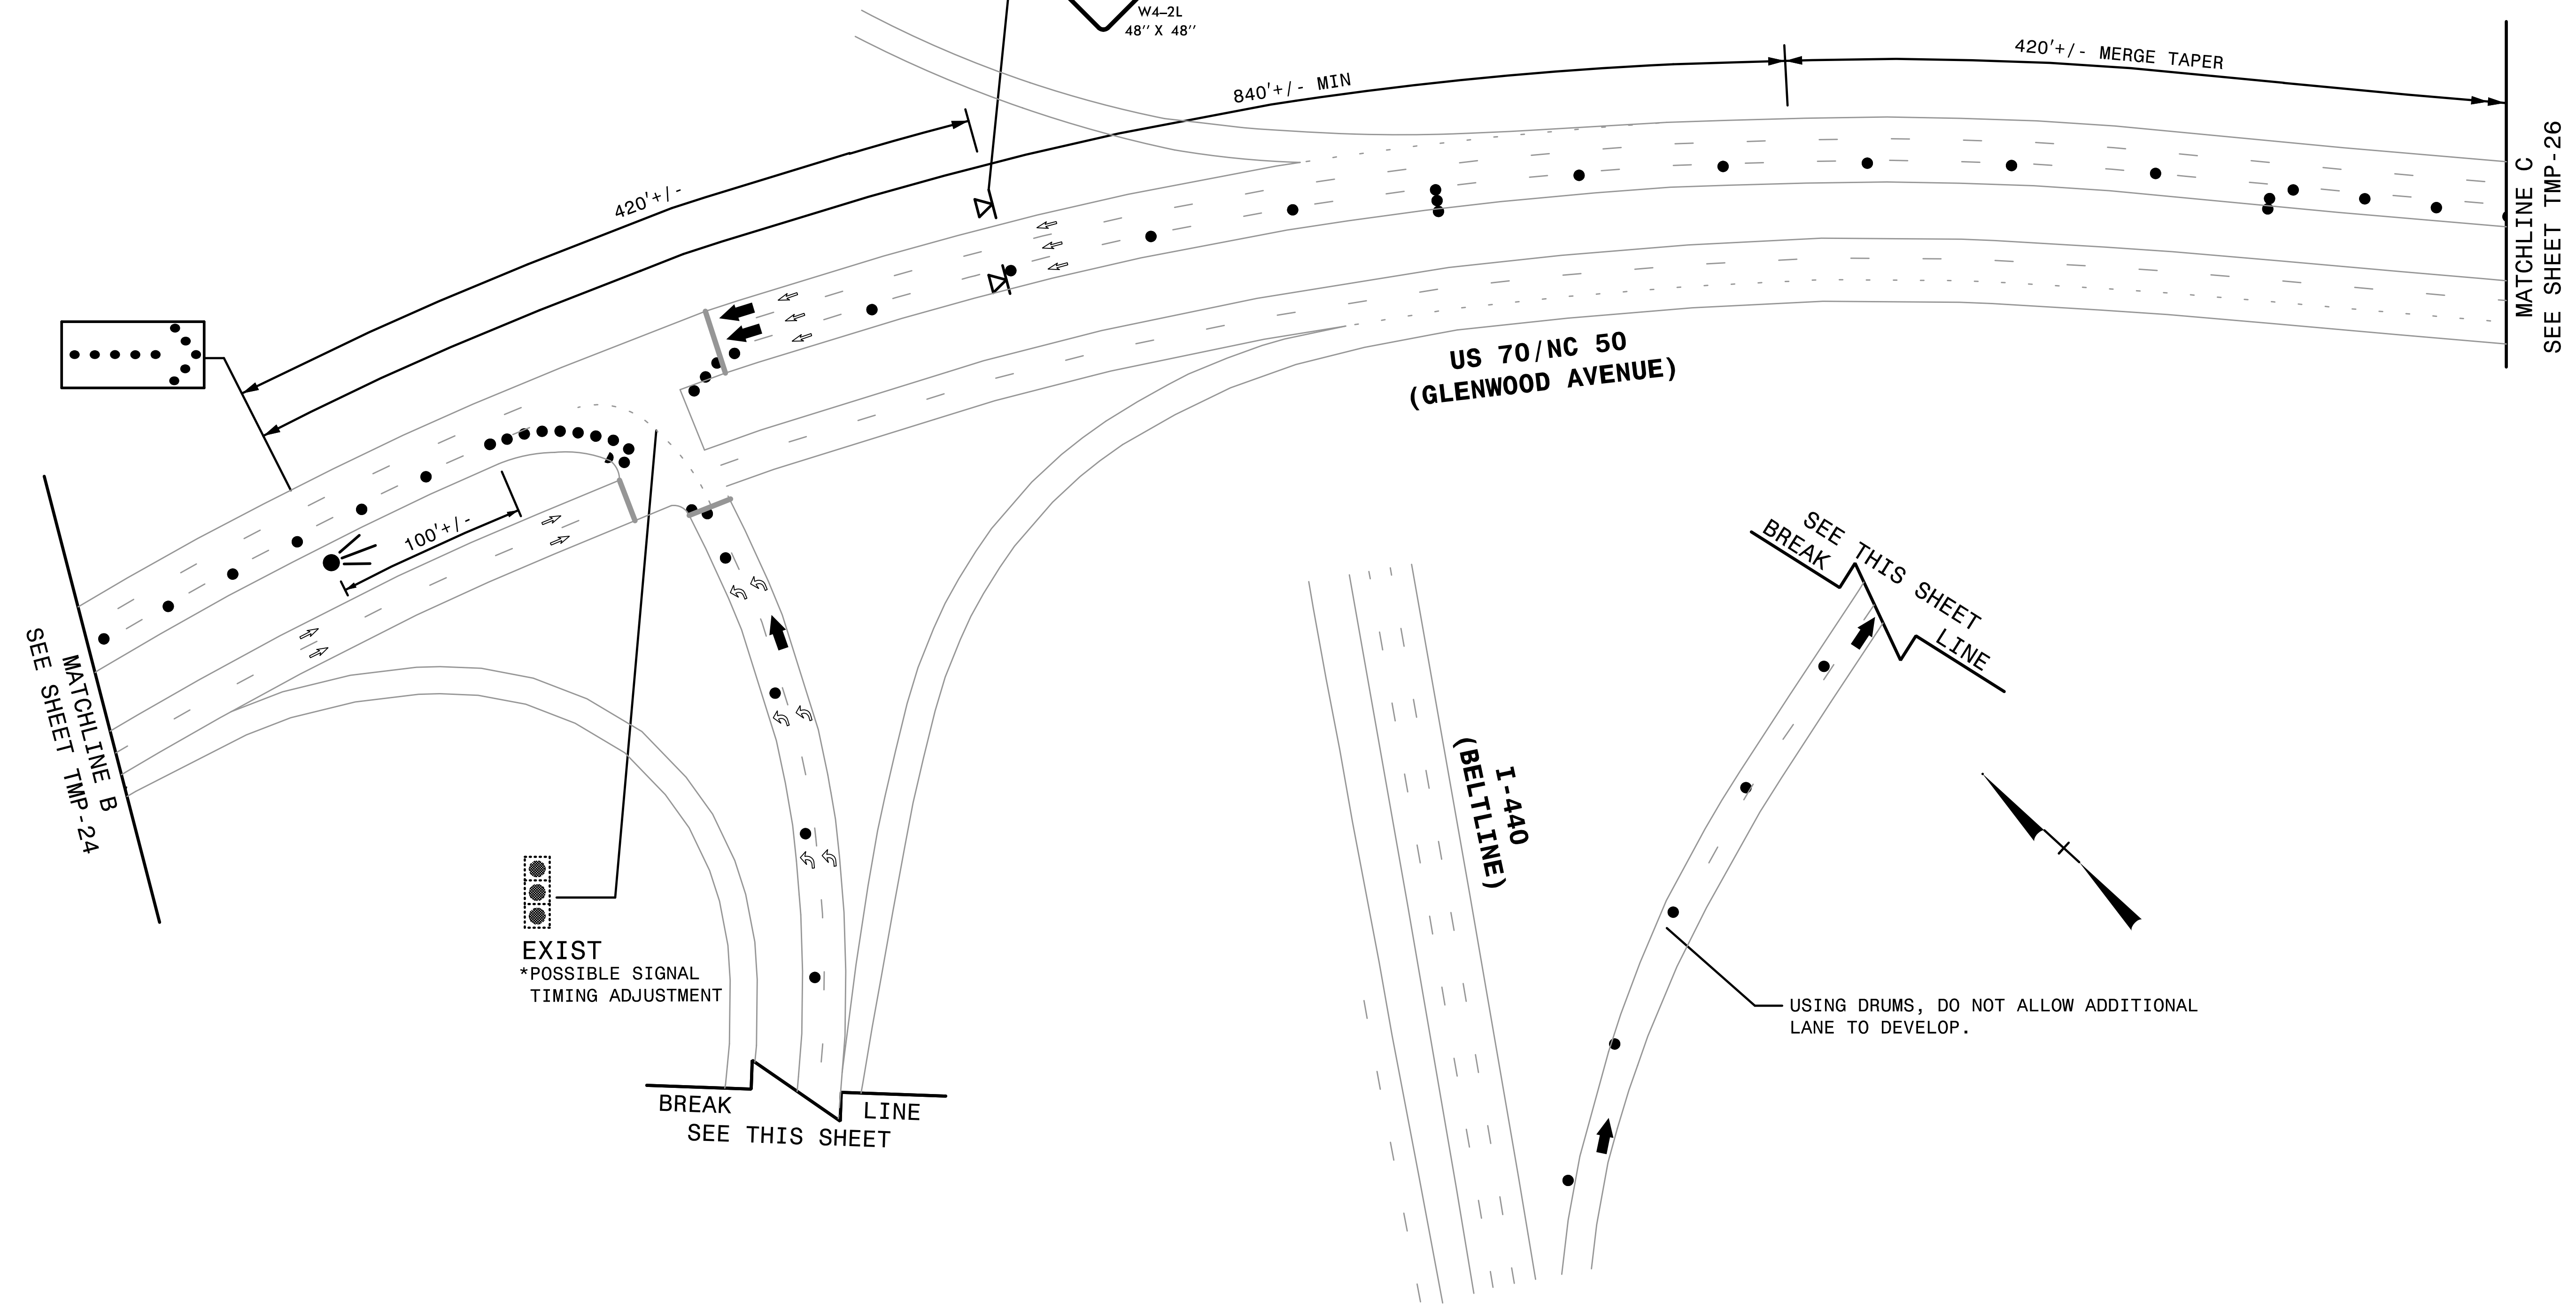 W4-2L
48" X 48"
840'+/- MIN
420'+/- MERGE TAPER
420'+/-
MATCHLINE C
SEE SHEET TMP-26
US 70/NC 50
(GLENWOOD AVENUE)
100'+/-
MATCHLINE B
SEE SHEET TMP-24
SEE THIS SHEET
BREAK
LINE
I-440
(BELTLINE)
EXIST
*POSSIBLE SIGNAL
TIMING ADJUSTMENT
USING DRUMS, DO NOT ALLOW ADDITIONAL
LANE TO DEVELOP.
BREAK
LINE
SEE THIS SHEET